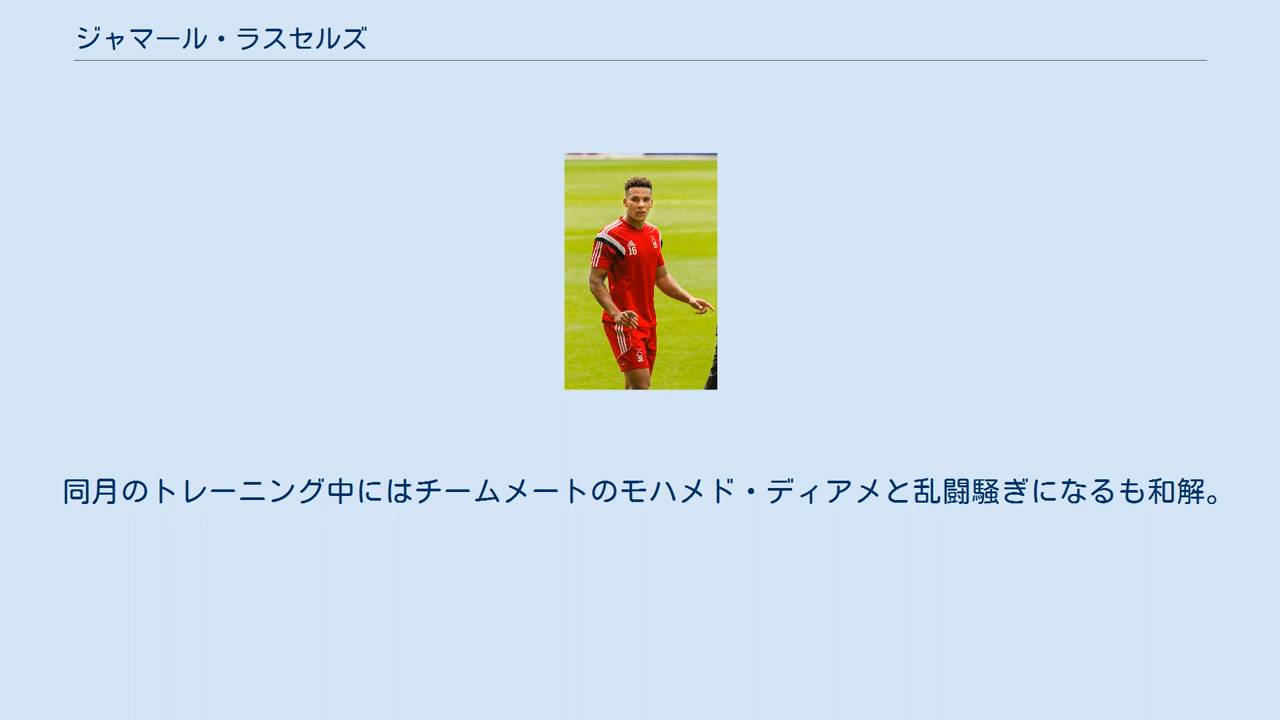 ジャマール・ラスセルズ
16
同月のトレーニング中にはチームメートのモハメド・ディアメと乱闘騒ぎになるも和解。